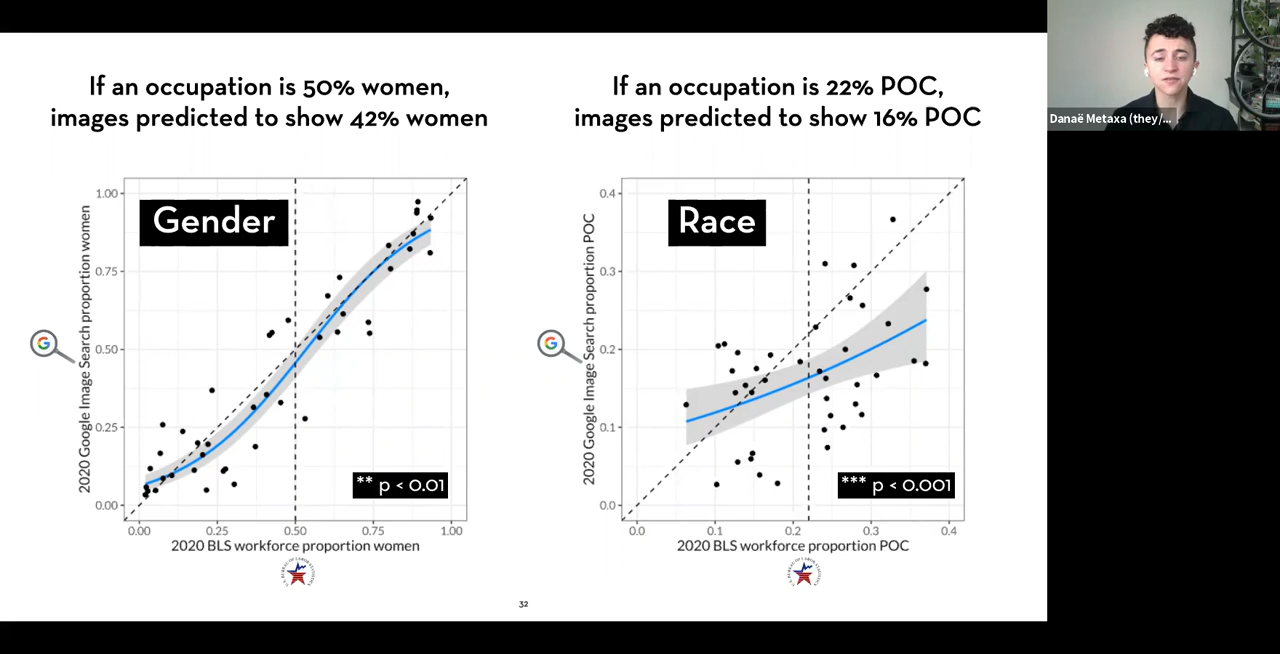 If an occupation is 50% women,
images predicted to show 42% women
If an occupation is 22% POC,
images predicted to show 16% POC
Danaë Metaxa (they/...
Gender
2020 Google Image Search proportion women
1.00
0.75
0.50
0.25
0.00
** p < 0.01
0.00 0.25 0.50 0.75 1.00
2020 BLS workforce proportion women
Race
2020 Google Image Search proportion POC
0.4
0.3
0.2
0.1
0.0
*** p < 0.001
0.0 0.1 0.2 0.3 0.4
2020 BLS workforce proportion POC
G
G
32